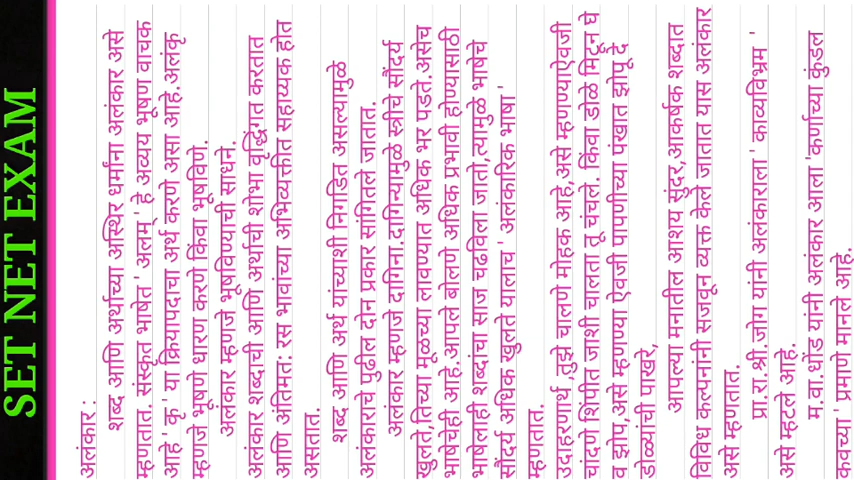 SET NET EXAM
अलंकार :
शब्द आणि अर्थाच्या अस्थिर धर्मांना अलंकार असे
म्हणतात. संस्कृत भाषेत ' अलम् ' हे अव्यय भूषण वाचक
आहे ' कृ ' या क्रियापदाचा अर्थ करणे असा आहे.अलंकृ
म्हणजे भूषणे धारण करणे किंवा भूषविणे.
अलंकार म्हणजे भूषविण्याची साधने.
अलंकार शब्दाची आणि अर्थाची शोभा वृद्धिंगत करतात
आणि अंतिमत: रस भावांच्या अभिव्यक्तीत सहाय्यक होत
असतात.
शब्द आणि अर्थ यांच्याशी निगडित असल्यामुळे
अलंकाराचे पुढील दोन प्रकार सांगितले जातात.
अलंकार म्हणजे दागिना.दागिन्यामुळे स्त्रीचे सौंदर्य
खुलते,तिच्या मूळच्या लावण्यात अधिक भर पडते.असेच
भाषेचेही आहे.आपले बोलणे अधिक प्रभावी होण्यासाठी
भाषेलाही शब्दांचा साज चढविला जातो,त्यामुळे भाषेचे
सौंदर्य अधिक खुलते यालाच ' अलंकारिक भाषा '
म्हणतात.
उदाहरणार्थ ,तुझे चालणे मोहक आहे,असे म्हणण्याऐवजी
चांदणे शिंपीत जाशी चालता तू चंचले. किंवा डोळे मिटून घे
व झोप,असे म्हणण्या ऐवजी पापणीच्या पंखात झोपू दे
डोळ्यांची पाखरे,
आपल्या मनातील आशय सुंदर,आकर्षक शब्दात
विविध कल्पनांनी सजवून व्यक्त केले जातात यास अलंकार
असे म्हणतात.
प्रा.रा.श्री.जोग यांनी अलंकाराला ' काव्यविभ्रम '
असे म्हटले आहे.
म.वा.धोंड यांनी अलंकार आला 'कर्णाच्या कुंडल
कवच्या ' प्रमाणे मानले आहे.